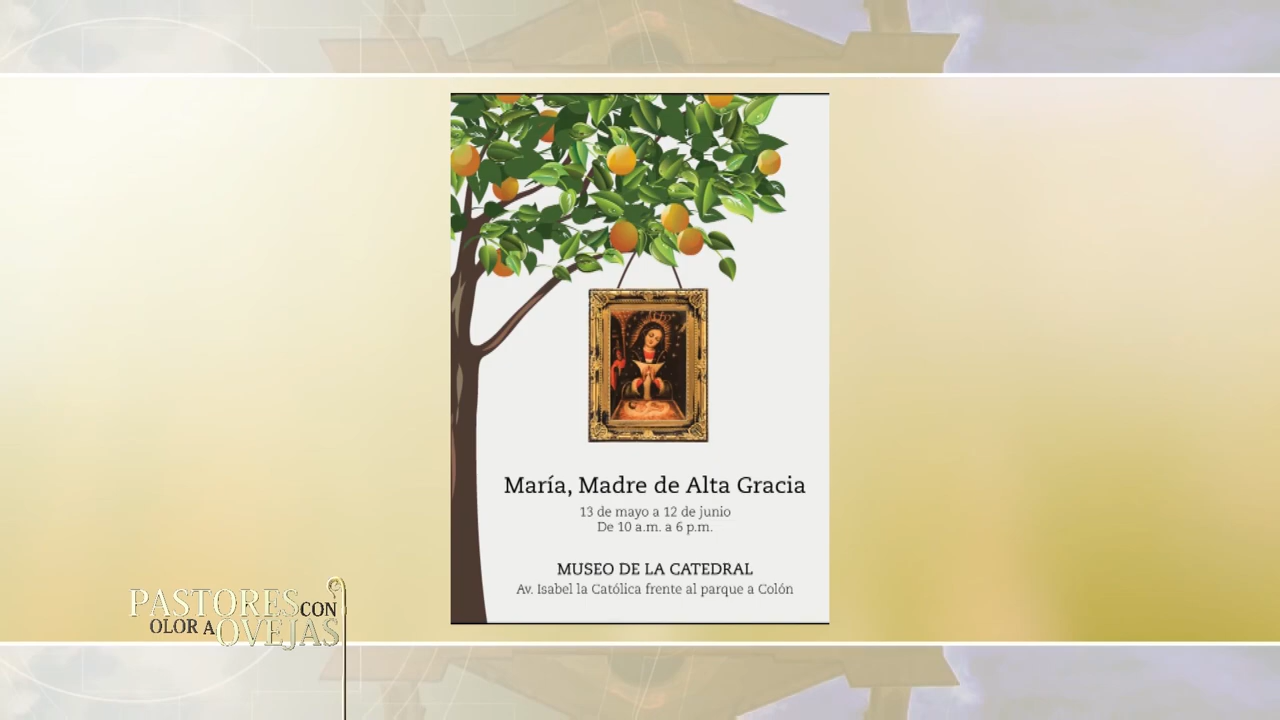 María, Madre de Alta Gracia
13 de mayo a 12 de junio
De 10 a.m. a 6 p.m.
MUSEO DE LA CATEDRAL
Av. Isabel la Católica frente al parque a Colón
PASTORES CON
OLOR A OVEJAS